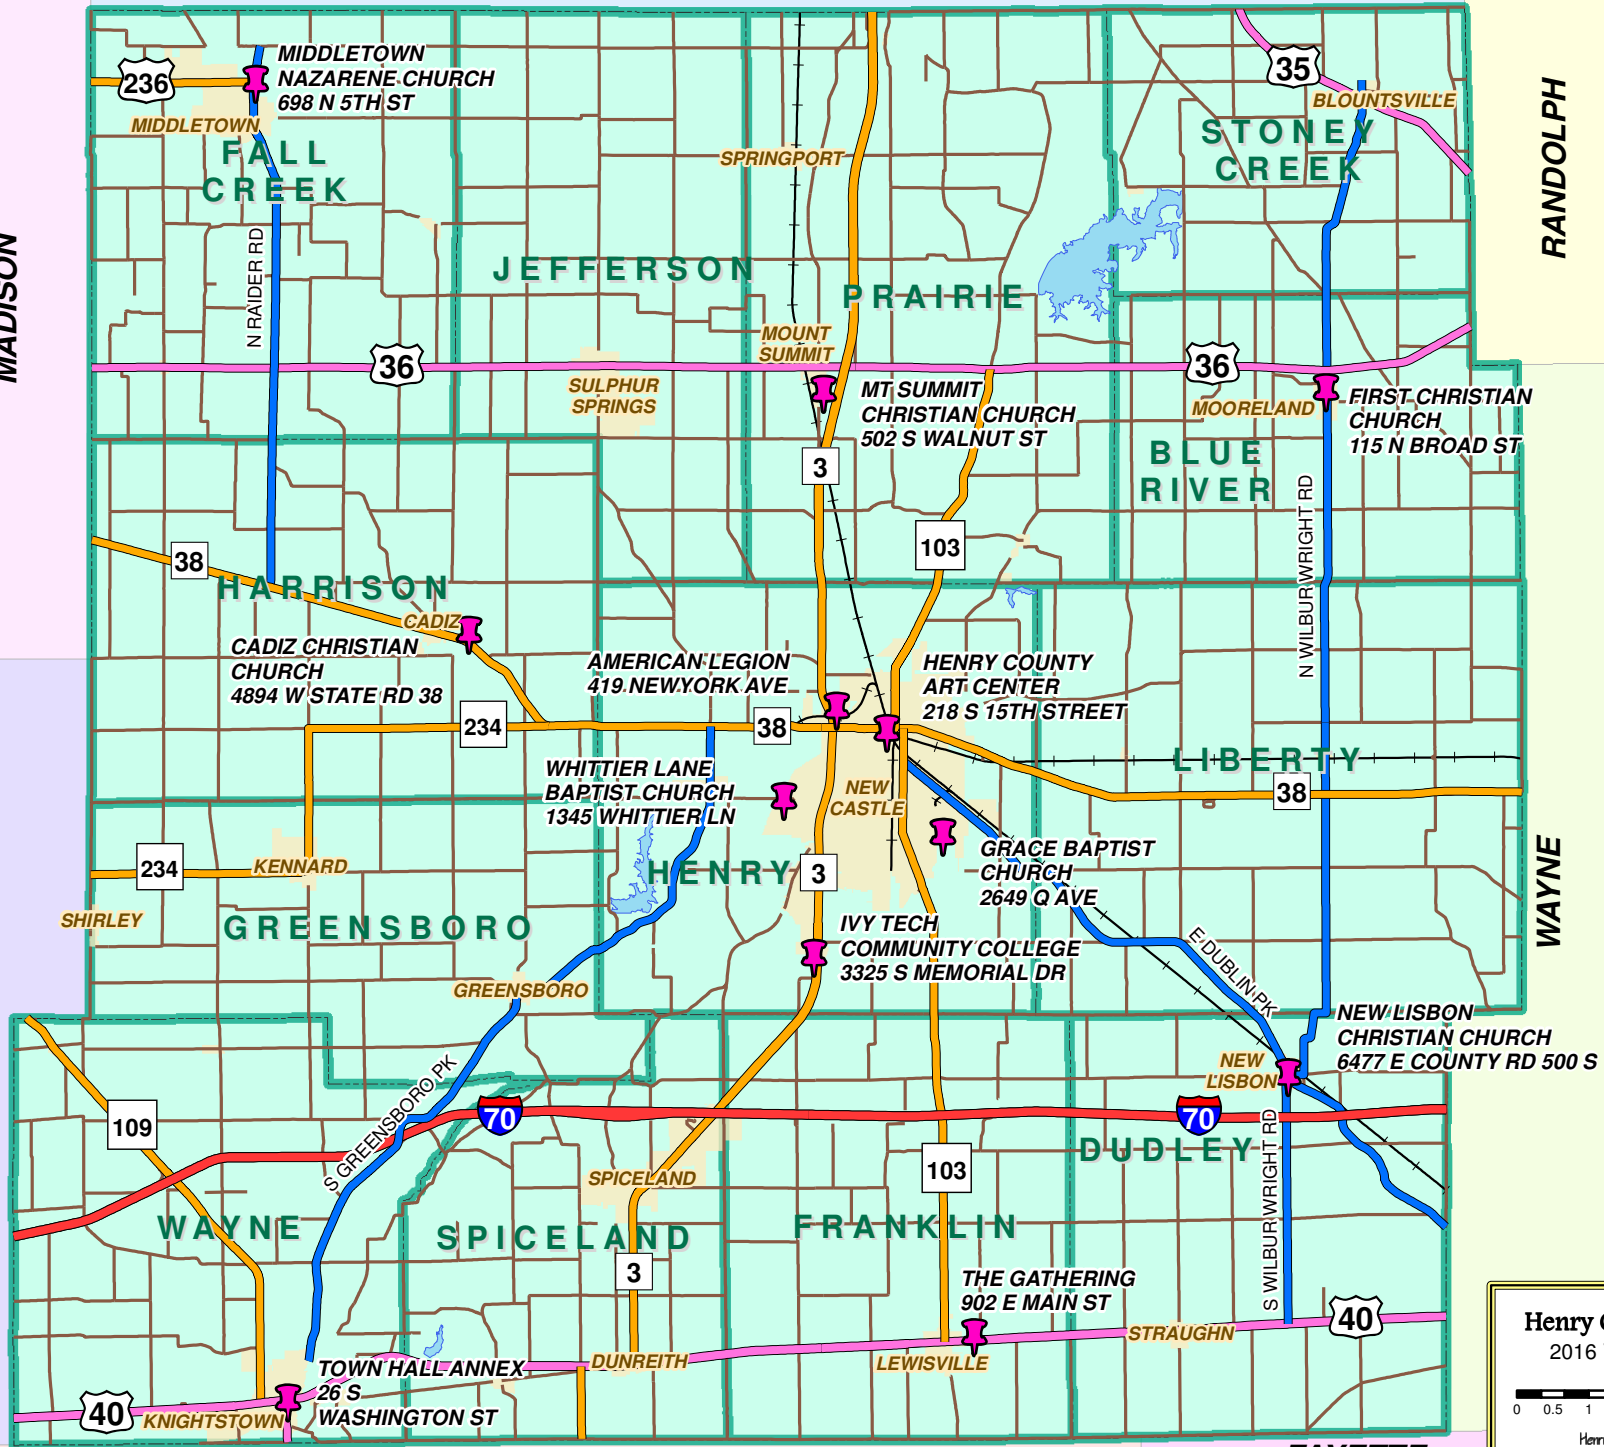 MIDDLETOWN
NAZARENE CHURCH
698 N 5TH ST
236
MIDDLETOWN
FALL
CREEK
N RAIDER RD
MADISON
SPRINGPORT
JEFFERSON
PRAIRIE
35
BLOUNTSVILLE
STONEY
CREEK
RANDOLPH
MOUNT
SUMMIT
36
36
SULPHUR
SPRINGS
MT SUMMIT
CHRISTIAN CHURCH
502 S WALNUT ST
MOORELAND
FIRST CHRISTIAN
CHURCH
115 N BROAD ST
BLUE
RIVER
3
103
N WILBUR WRIGHT RD
38
HARRISON
CADIZ
CADIZ CHRISTIAN
CHURCH
4894 W STATE RD 38
AMERICAN LEGION
419 NEWYORK AVE
HENRY COUNTY
ART CENTER
218 S 15TH STREET
234
38
LIBERTY
38
WHITTIER LANE
BAPTIST CHURCH
1345 WHITTIER LN
NEW
CASTLE
234
KENNARD
HENRY
3
GRACE BAPTIST
CHURCH
2649 Q AVE
WAYNE
SHIRLEY
GREENSBORO
IVY TECH
COMMUNITY COLLEGE
3325 S MEMORIAL DR
E DUBLIN PK
GREENSBORO
NEW LISBON
CHRISTIAN CHURCH
6477 E COUNTY RD 500 S
NEW
LISBON
S GREENSBORO PK
109
70
70
DUDLEY
103
SPICELAND
S WILBUR WRIGHT RD
WAYNE
SPICELAND
FRANKLIN
3
THE GATHERING
902 E MAIN ST
40
STRAUGHN
DUNREITH
LEWISVILLE
TOWN HALL ANNEX
26 S
WASHINGTON ST
40
KNIGHTSTOWN
Henry
2016
0 0.5 1
Henry